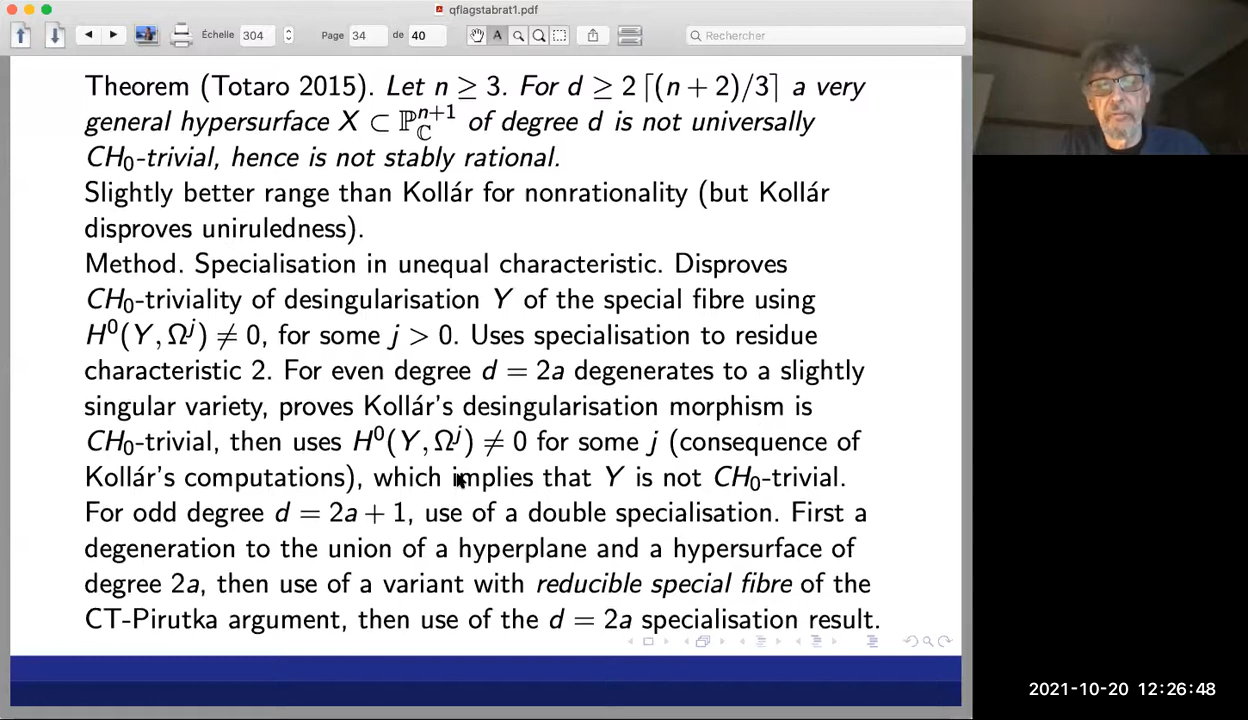 qflagstabrat1.pdf
Échelle 304 Page 34 de 40 Rechercher
Theorem (Totaro 2015). Let n ≥ 3. For d ≥ 2 ⌈(n + 2)/3⌉ a very
general hypersurface X ⊂ ℙ^{n+1}_ℂ of degree d is not universally
CH₀-trivial, hence is not stably rational.
Slightly better range than Kollár for nonrationality (but Kollár
disproves uniruledness).
Method. Specialisation in unequal characteristic. Disproves
CH₀-triviality of desingularisation Y of the special fibre using
H⁰(Y, Ωʲ) ≠ 0, for some j > 0. Uses specialisation to residue
characteristic 2. For even degree d = 2a degenerates to a slightly
singular variety, proves Kollár's desingularisation morphism is
CH₀-trivial, then uses H⁰(Y, Ωʲ) ≠ 0 for some j (consequence of
Kollár's computations), which implies that Y is not CH₀-trivial.
For odd degree d = 2a + 1, use of a double specialisation. First a
degeneration to the union of a hyperplane and a hypersurface of
degree 2a, then use of a variant with reducible special fibre of the
CT-Pirutka argument, then use of the d = 2a specialisation result.
2021-10-20 12:26:48